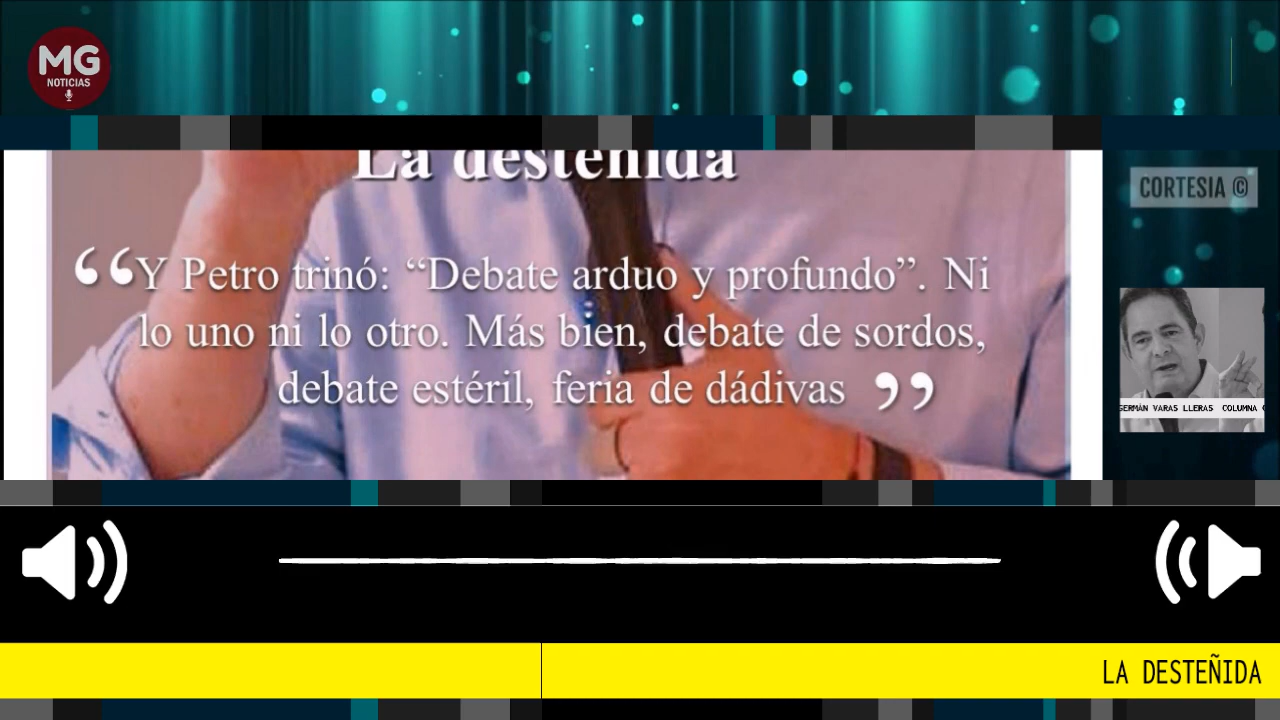 MG
NOTICIAS
CORTESIA ©
La desteñida
“Y Petro trinó: “Debate arduo y profundo”. Ni
lo uno ni lo otro. Más bien, debate de sordos,
debate estéril, feria de dádivas”
GERMÁN VARAS LLERAS COLUMNA
LA DESTEÑIDA